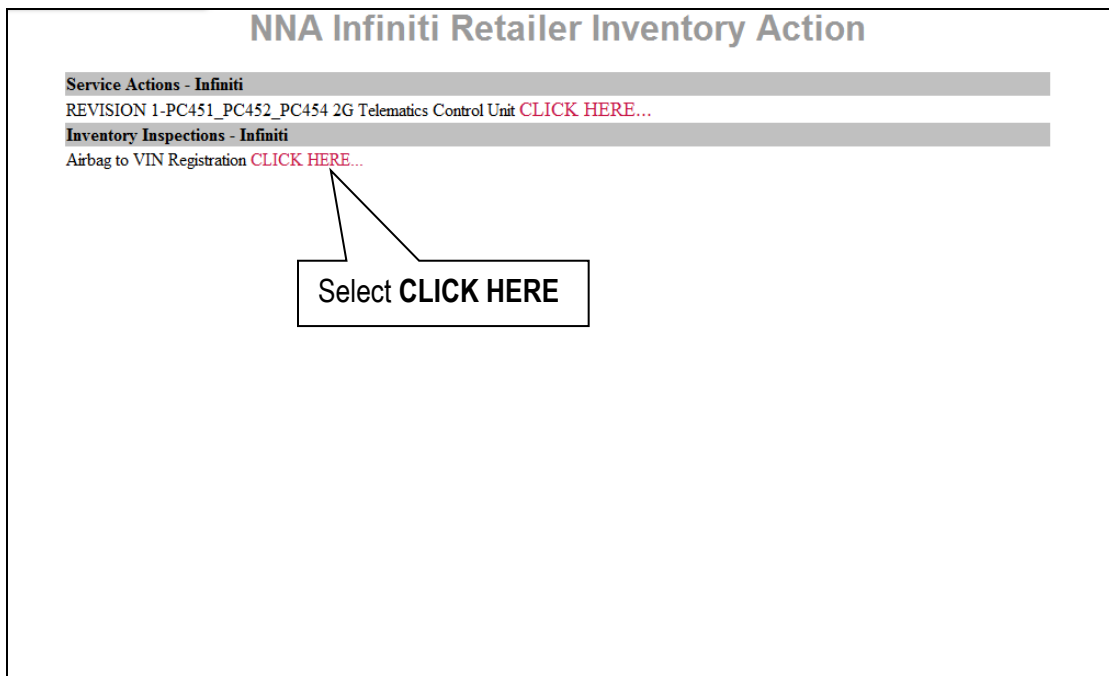 NNA Infiniti Retailer Inventory Action
Service Actions - Infiniti
REVISION 1-PC451_PC452_PC454 2G Telematics Control Unit CLICK HERE...
Inventory Inspections - Infiniti
Airbag to VIN Registration CLICK HERE...
Select CLICK HERE